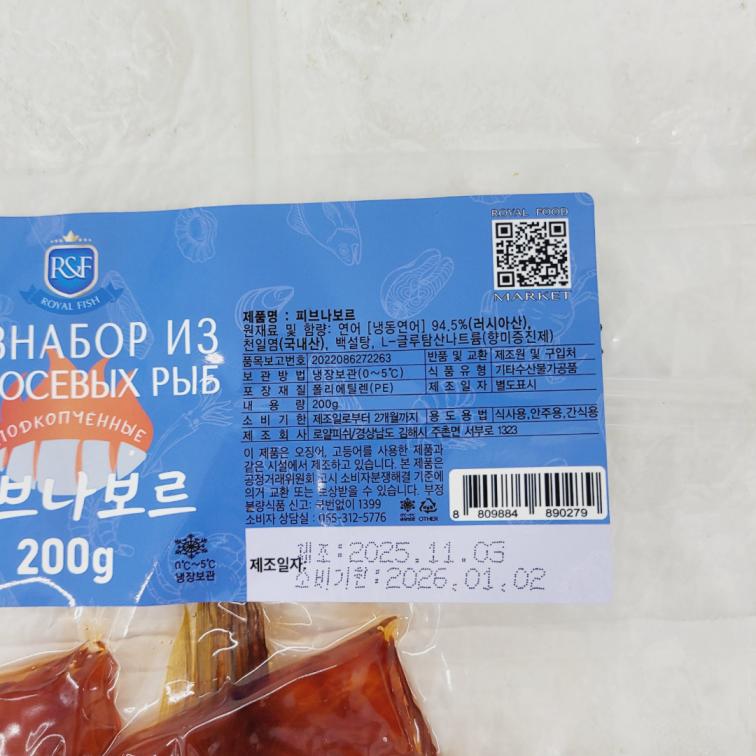 R&F
ROYAL FISH
ЗНАБОР ИЗ
ОСЕВЫХ РЫБ
ПОДКОПЧЕННЫЕ
브나보르
200g
0℃~5℃
냉장보관
ROYAL FOOD
MARKET
제품명 : 피브나보르
원재료 및 함량: 연어 [냉동연어] 94.5%(러시아산),
천일염(국내산), 백설탕, L-글루탐산나트륨(향미증진제)
품목보고번호 2022086272263 반품 및 교환 제조원 및 구입처
보 관 방 법 냉장보관(0~5℃) 식 품 유 형 기타수산물가공품
포 장 재 질 폴리에틸렌(PE) 제 조 일 자 별도표시
내 용 량 200g
소 비 기 한 제조일로부터 2개월까지 용 도 용 법 식사용,안주용,간식용
제 조 회 사 로얄피쉬/경상남도 김해시 주촌면 서부로 1323
이 제품은 오징어, 고등어를 사용한 제품과
같은 시설에서 제조하고 있습니다. 본 제품은
공정거래위원회 고시 소비자분쟁해결 기준에
의거 교환 또는 보상받을 수 있습니다. 부정
불량식품 신고: 국번없이 1399
소비자 상담실 : 055-312-5776
OTHER
8 809884 890279
제조일자:
제조:2025.11.03
소비기한:2026.01.02